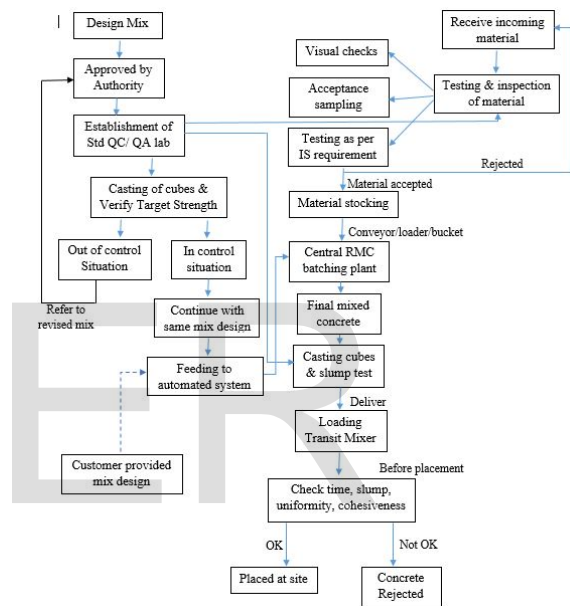 Design Mix
Approved by
Authority
Establishment of
Std QC/ QA lab
Casting of cubes &
Verify Target Strength
Out of control
Situation
In control
situation
Refer to
revised mix
Continue with
same mix design
Feeding to
automated system
Customer provided
mix design
Receive incoming
material
Visual checks
Acceptance
sampling
Testing & inspection
of material
Testing as per
IS requirement
Rejected
Material accepted
Material stocking
Conveyor/loader/bucket
Central RMC
batching plant
Final mixed
concrete
Casting cubes
& slump test
Deliver
Loading
Transit Mixer
Before placement
Check time, slump,
uniformity, cohesiveness
OK
Not OK
Placed at site
Concrete
Rejected
ER